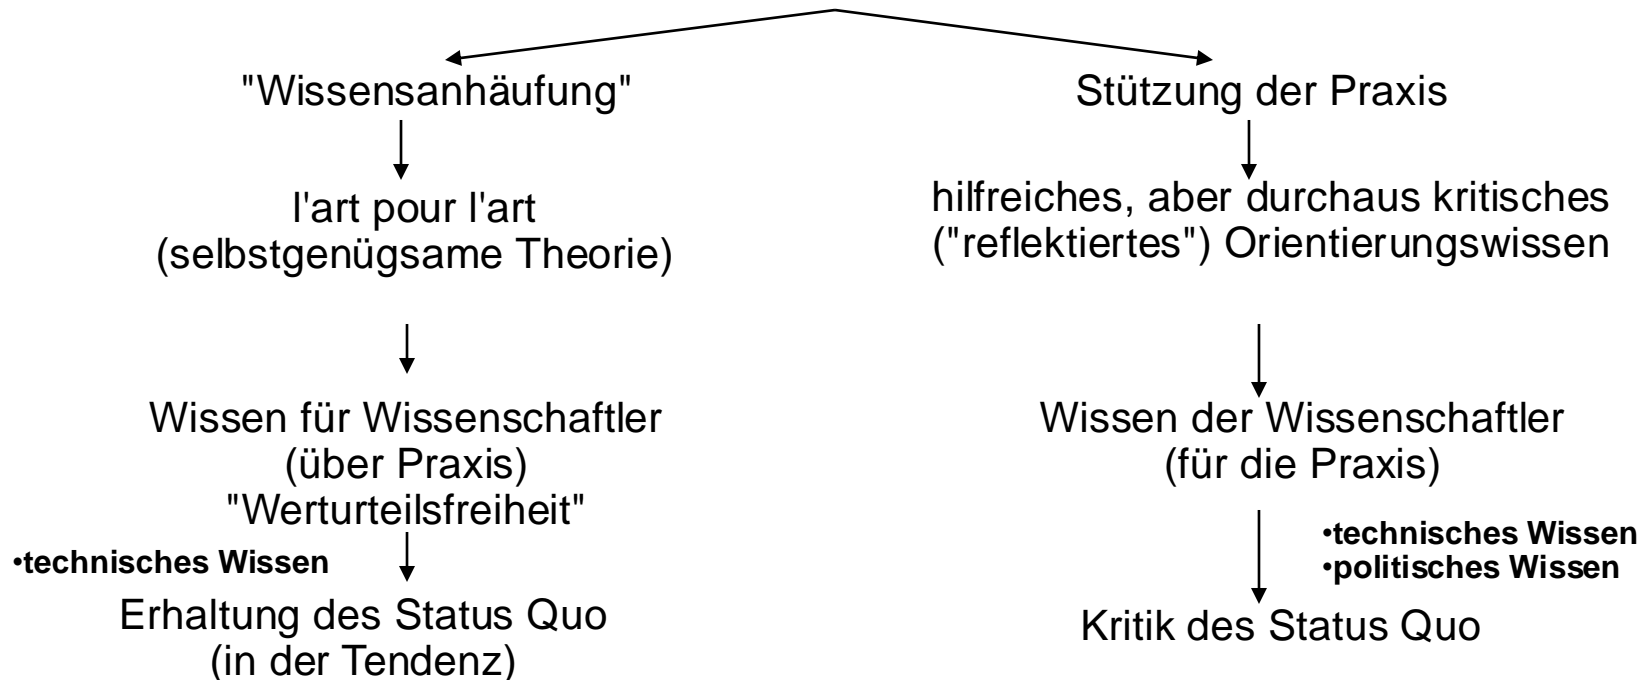 "Wissensanhäufung"
l'art pour l'art
(selbstgenügsame Theorie)
Wissen für Wissenschaftler
(über Praxis)
"Werturteilsfreiheit"
•technisches Wissen
Erhaltung des Status Quo
(in der Tendenz)
Stützung der Praxis
hilfreiches, aber durchaus kritisches
("reflektiertes") Orientierungswissen
Wissen der Wissenschaftler
(für die Praxis)
•technisches Wissen
•politisches Wissen
Kritik des Status Quo